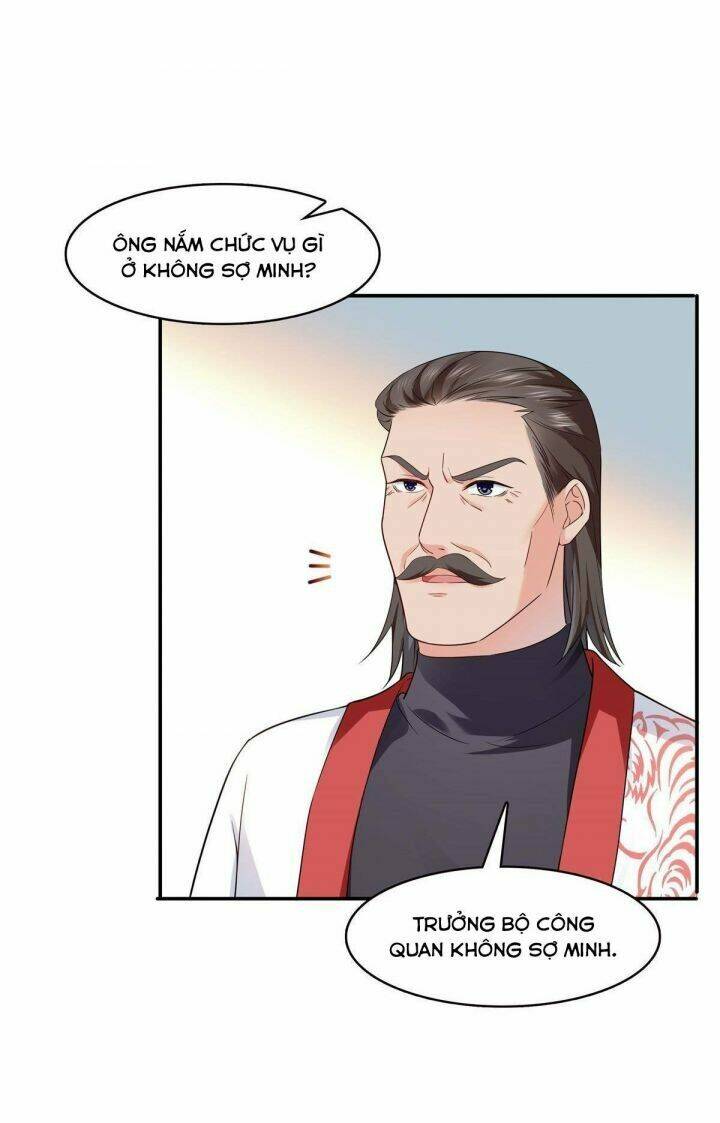 ÔNG NẮM CHỨC VỤ GÌ
Ở KHÔNG SỢ MINH?
TRƯỞNG BỘ CÔNG
QUAN KHÔNG SỢ MINH.